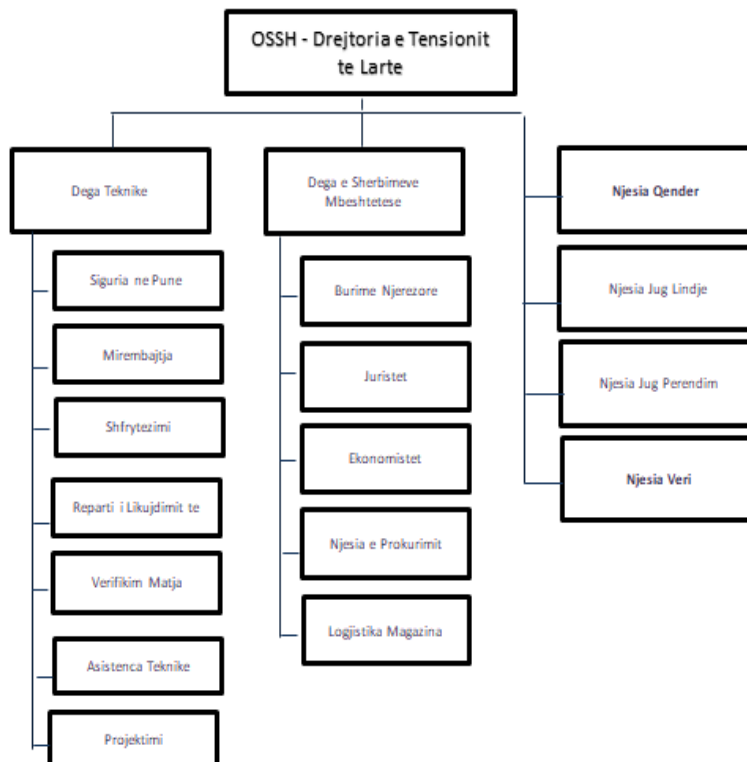 OSSH - Drejtoria e Tensionit
te Larte
Dega Teknike
Siguria ne Pune
Mirembajtja
Shfrytezimi
Reparti i Likujdimit te
Verifikim Matja
Asistenca Teknike
Projektimi
Dega e Sherbimeve
Mbeshtetese
Burime Njerezore
Juristet
Ekonomistet
Njesia e Prokurimit
Logjistika Magazina
Njesia Qender
Njesia Jug Lindje
Njesia Jug Perendim
Njesia Veri